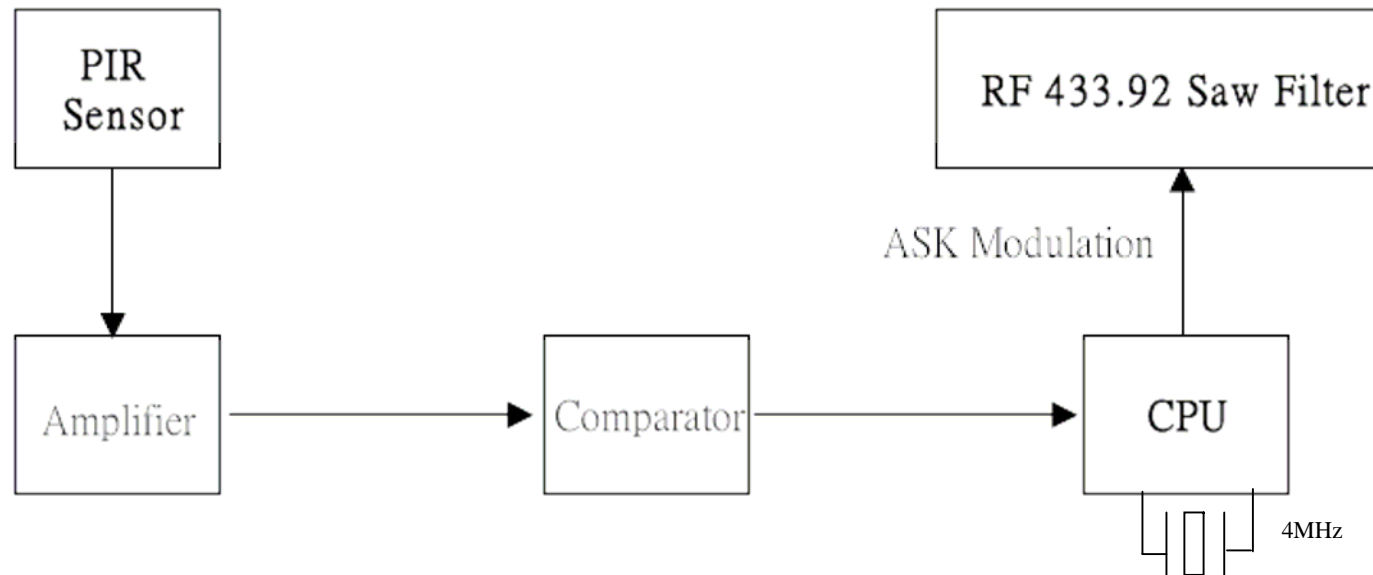 PIR
Sensor
RF 433.92 Saw Filter
ASK Modulation
Amplifier
Comparator
CPU
4MHz